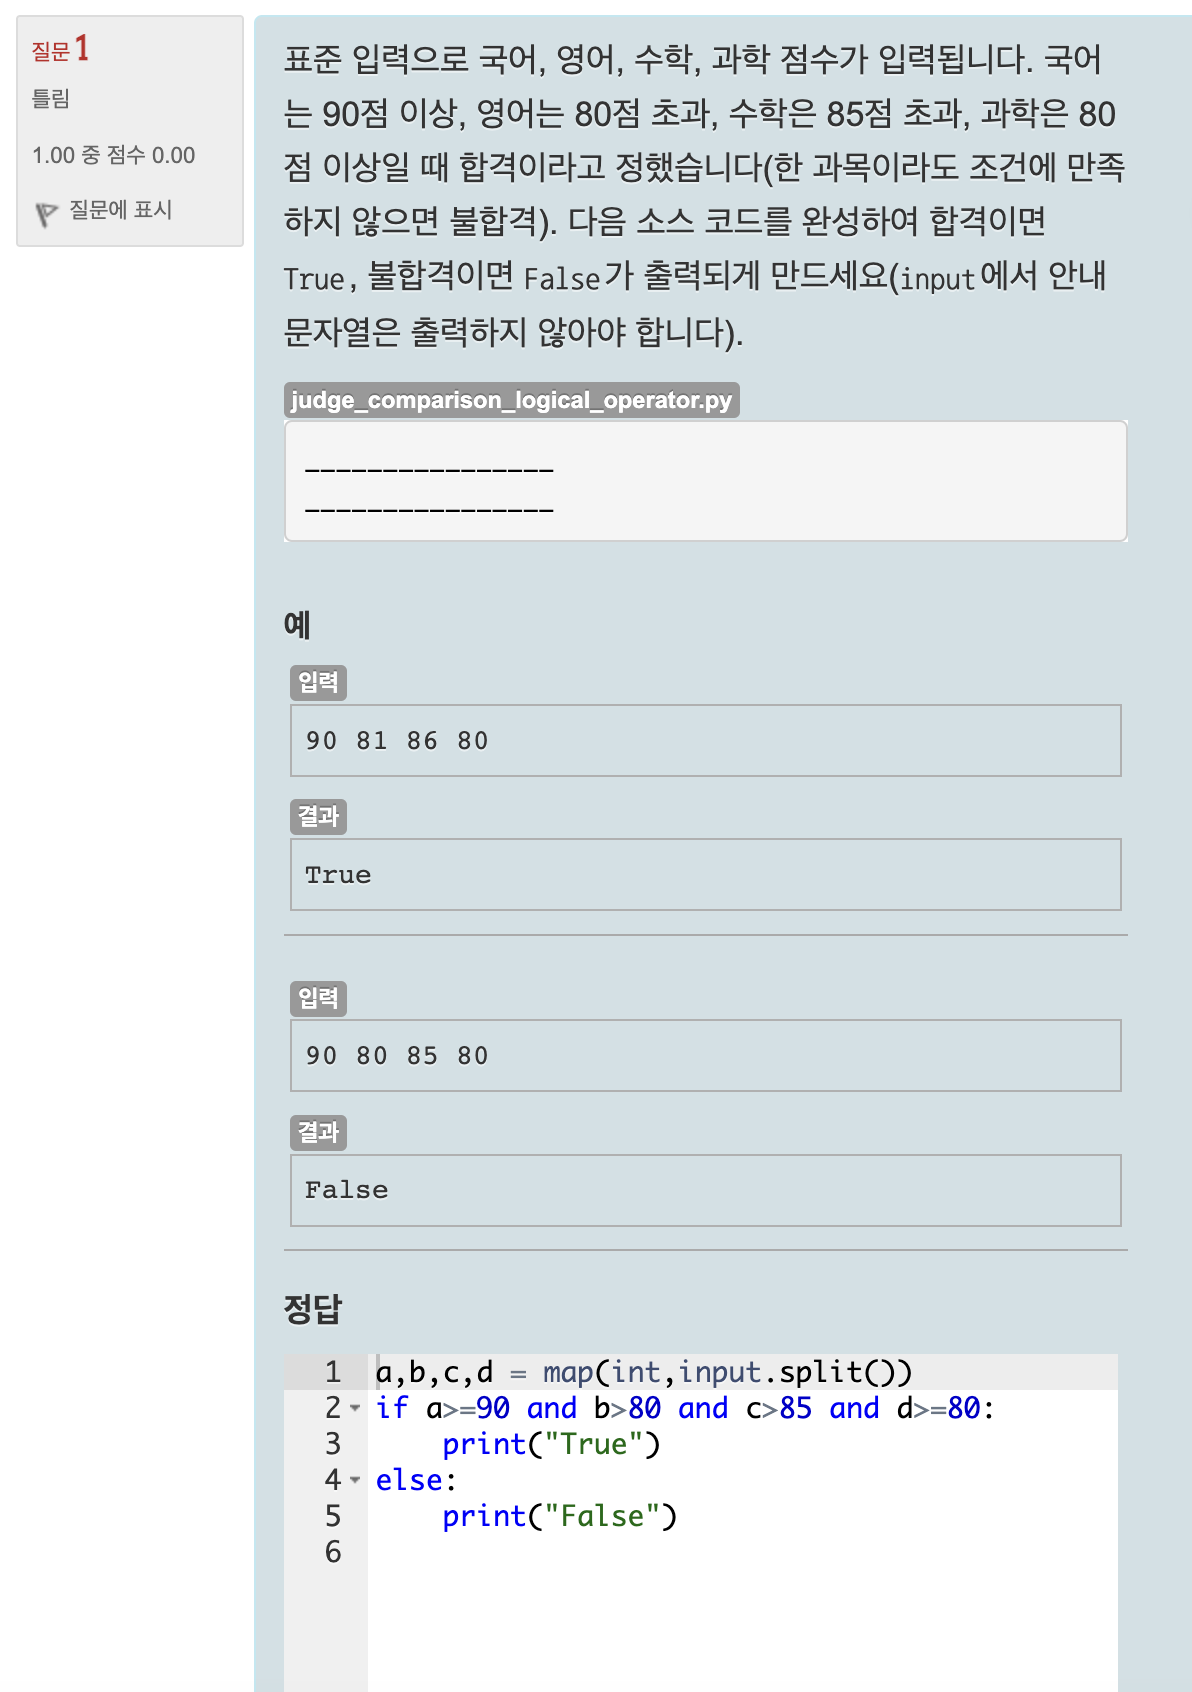 질문 1
틀림
1.00 중 점수 0.00
질문에 표시
표준 입력으로 국어, 영어, 수학, 과학 점수가 입력됩니다. 국어
는 90점 이상, 영어는 80점 초과, 수학은 85점 초과, 과학은 80
점 이상일 때 합격이라고 정했습니다(한 과목이라도 조건에 만족
하지 않으면 불합격). 다음 소스 코드를 완성하여 합격이면
True, 불합격이면 False가 출력되게 만드세요(input에서 안내
문자열은 출력하지 않아야 합니다).
judge_comparison_logical_operator.py
________________
________________
예
입력
90 81 86 80
결과
True
입력
90 80 85 80
결과
False
정답
1 a,b,c,d = map(int,input.split())
2 if a>=90 and b>80 and c>85 and d>=80:
3     print("True")
4 else:
5     print("False")
6